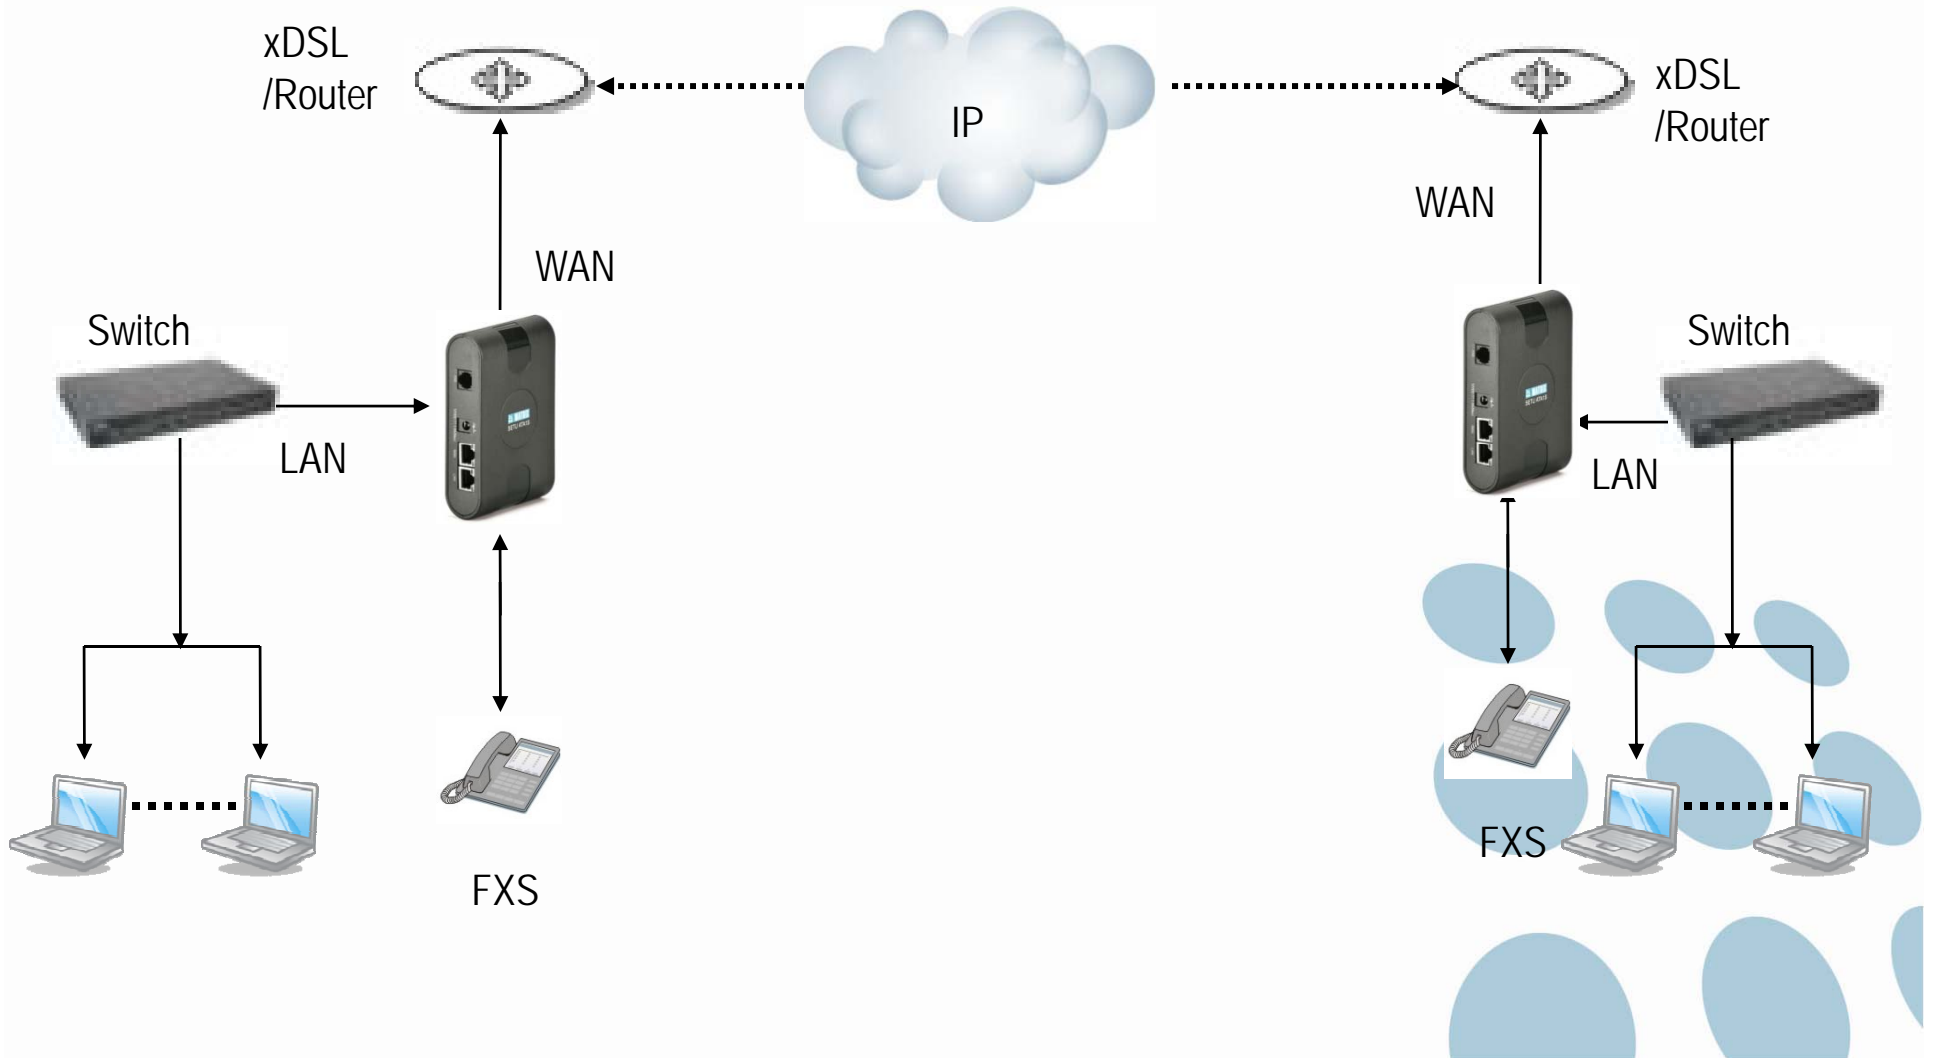 xDSL
/Router
IP
xDSL
/Router
WAN
WAN
Switch
Switch
LAN
LAN
FXS
FXS